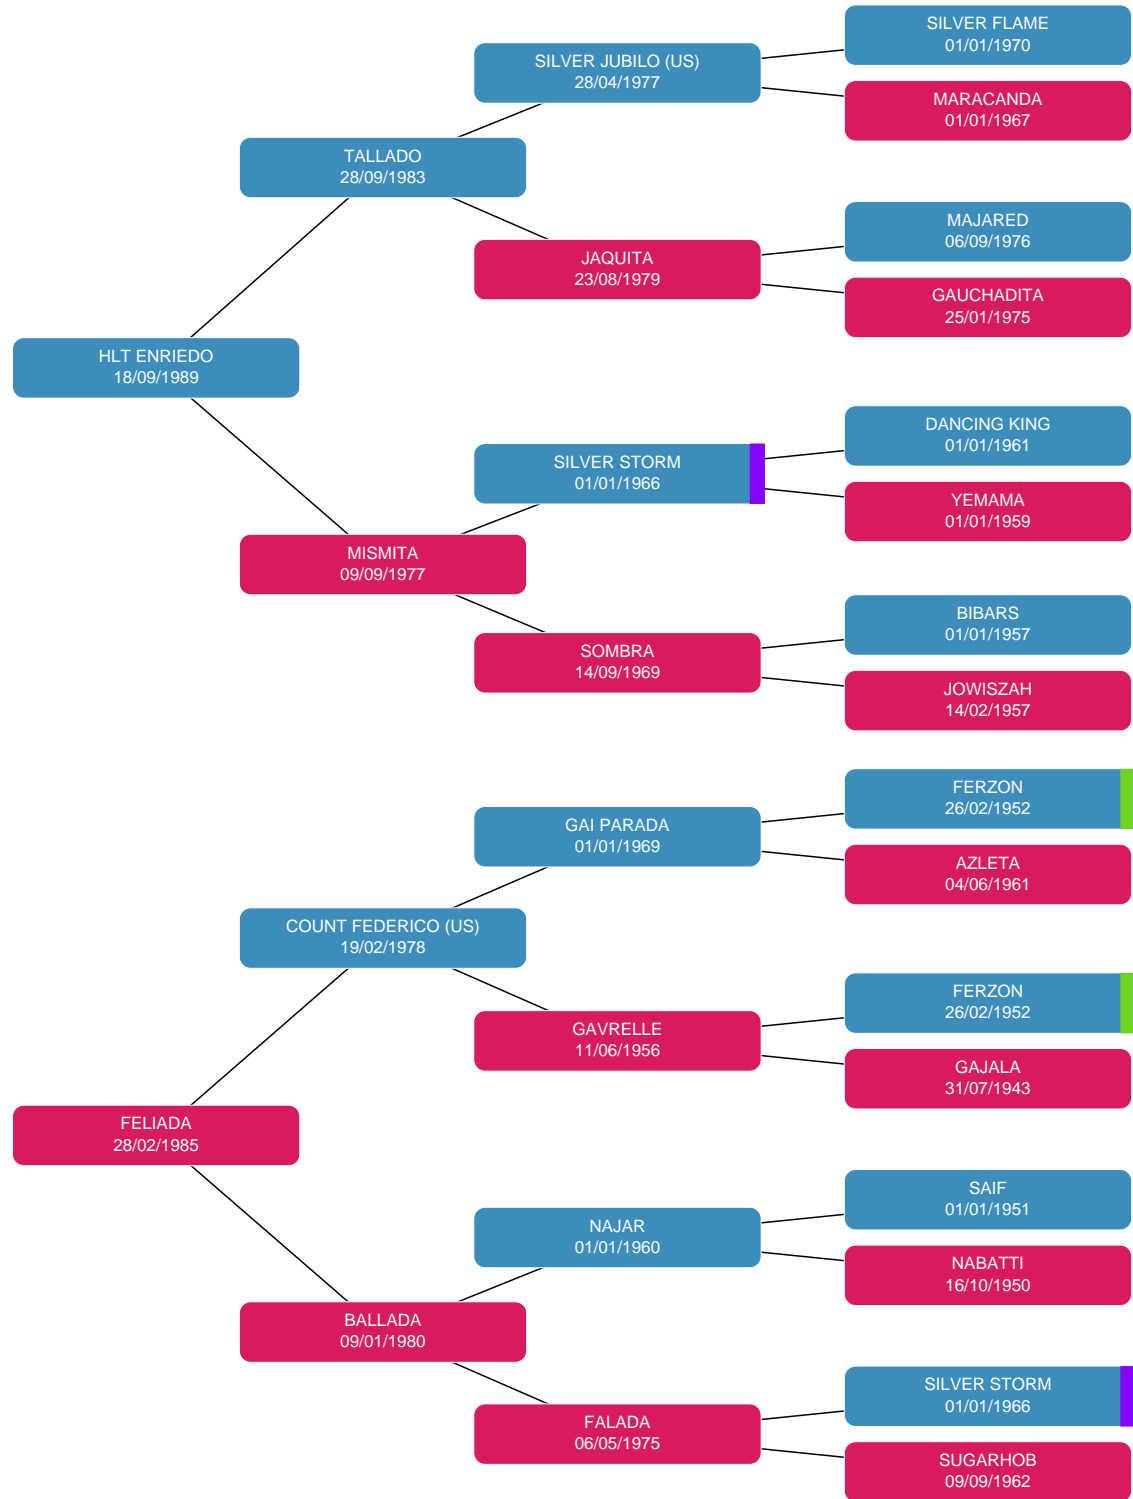 SILVER FLAME
01/01/1970
SILVER JUBILO (US)
28/04/1977
MARACANDA
01/01/1967
TALLADO
28/09/1983
MAJARED
06/09/1976
JAQUITA
23/08/1979
GAUCHADITA
25/01/1975
HLT ENRIEDO
18/09/1989
DANCING KING
01/01/1961
SILVER STORM
01/01/1966
YEMAMA
01/01/1959
MISMITA
09/09/1977
BIBARS
01/01/1957
SOMBRA
14/09/1969
JOWISZAH
14/02/1957
FERZON
26/02/1952
GAI PARADA
01/01/1969
AZLETA
04/06/1961
COUNT FEDERICO (US)
19/02/1978
FERZON
26/02/1952
GAVRELLE
11/06/1956
GAJALA
31/07/1943
FELIADA
28/02/1985
SAIF
01/01/1951
NAJAR
01/01/1960
NABATTI
16/10/1950
BALLADA
09/01/1980
SILVER STORM
01/01/1966
FALADA
06/05/1975
SUGARHOB
09/09/1962